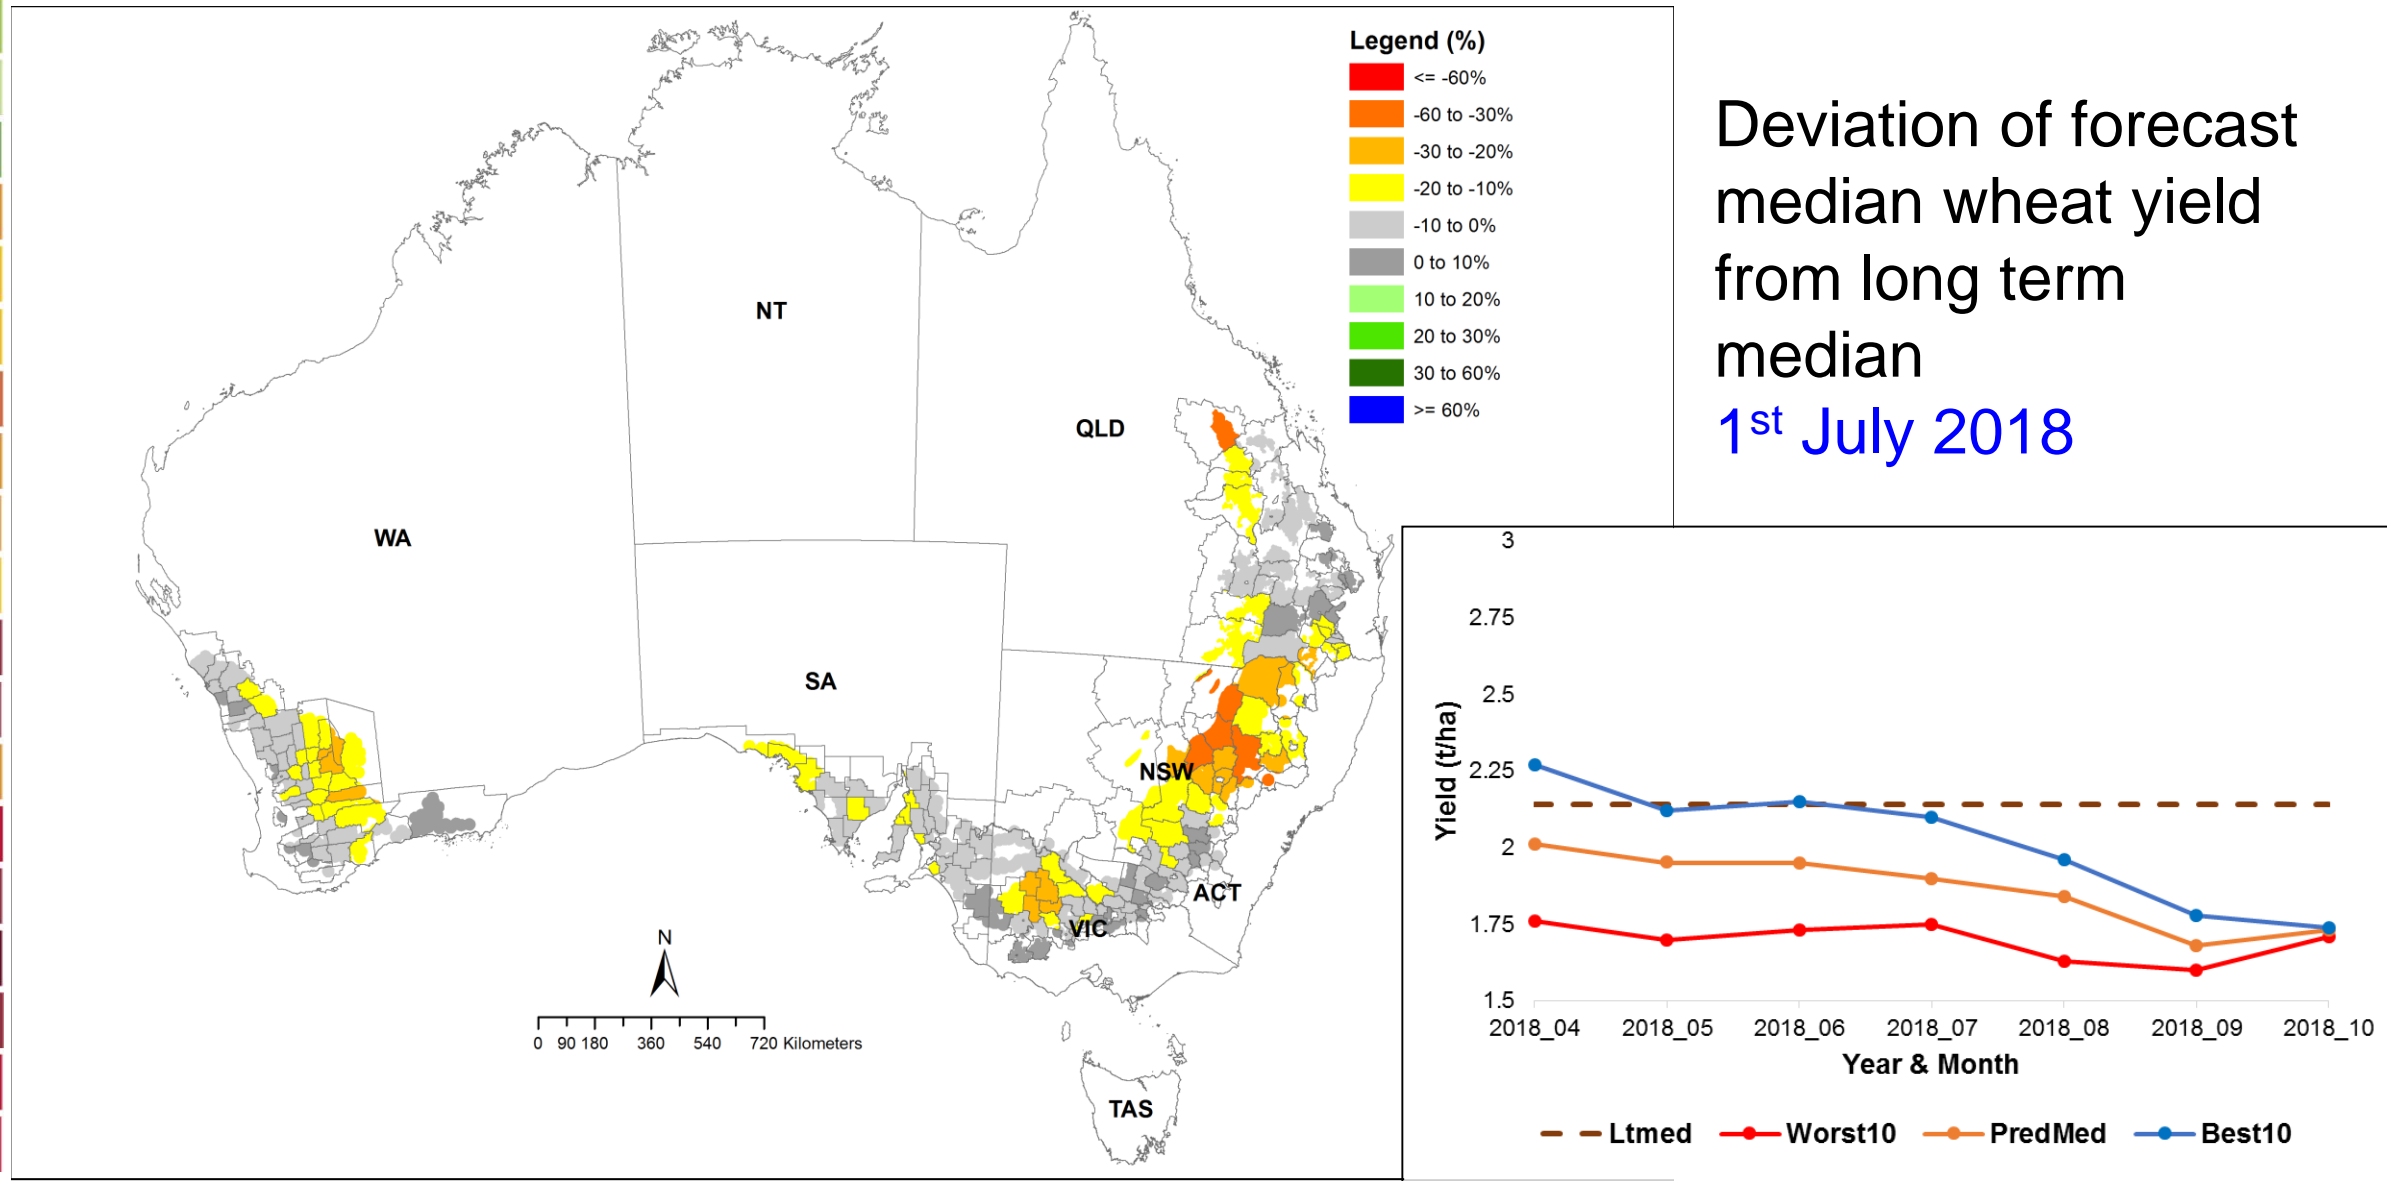 Legend (%)
<= -60%
-60 to -30%
-30 to -20%
-20 to -10%
-10 to 0%
0 to 10%
10 to 20%
20 to 30%
30 to 60%
>= 60%
NT
QLD
WA
SA
NSW
ACT
VIC
TAS
N
0 90 180 360 540 720 Kilometers
Deviation of forecast
median wheat yield
from long term
median
1st July 2018
3
2.75
2.5
2.25
2
1.75
1.5
Yield (t/ha)
2018_04 2018_05 2018_06 2018_07 2018_08 2018_09 2018_10
Year & Month
Ltmed Worst10 PredMed Best10